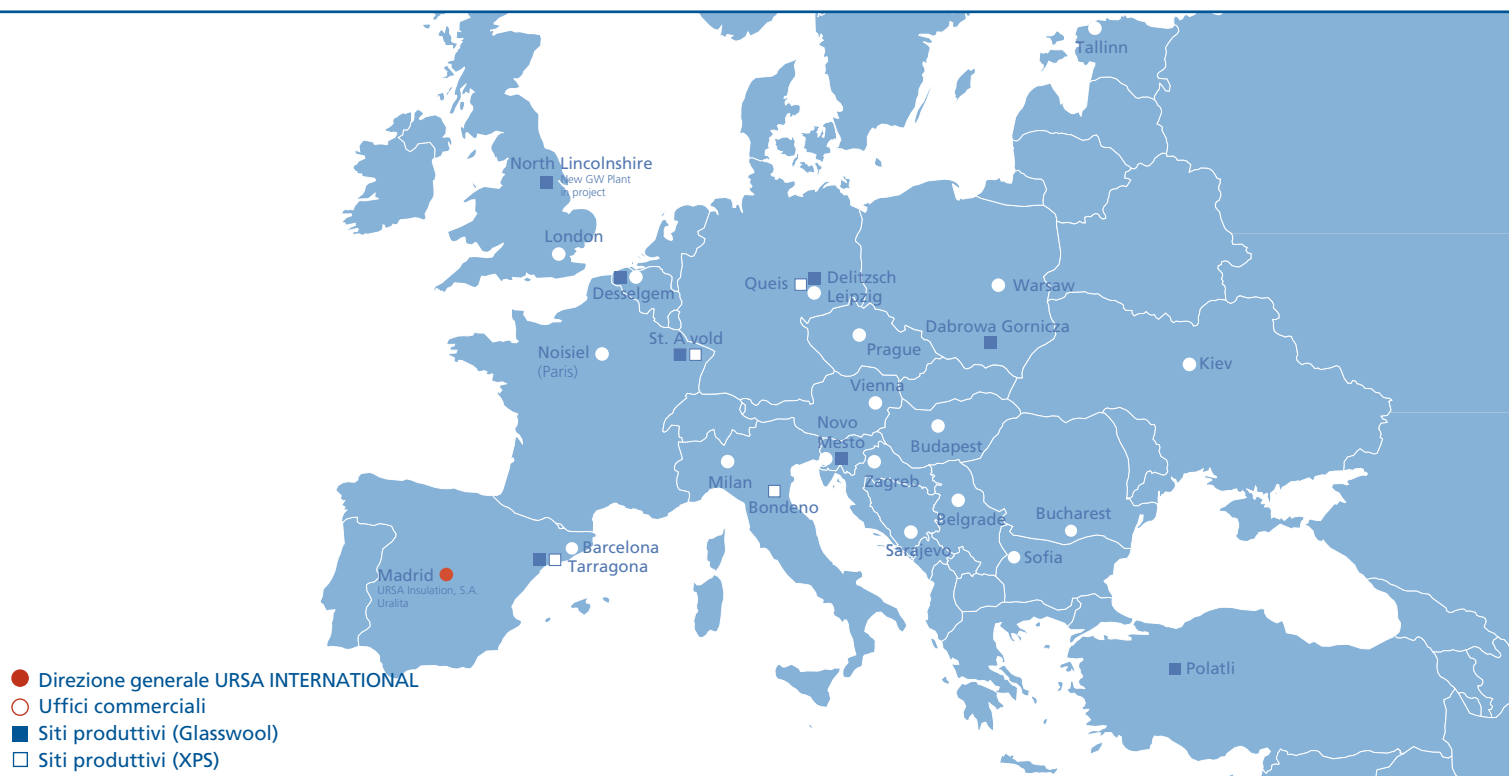 Tallinn
North Lincolnshire
New GW Plant
in project
London
Desselgem
Queis
Delitzsch
Leipzig
Warsaw
Dabrowa Gornicza
St. A vold
Noisiel
(Paris)
Prague
Kiev
Vienna
Novo
Mesto
Budapest
Milan
Zagreb
Bondeno
Belgrade
Bucharest
Sarajevo
Sofia
Barcelona
Tarragona
Madrid
URSA Insulation, S.A.
Uralita
Polatli
Direzione generale URSA INTERNATIONAL
Uffici commerciali
Siti produttivi (Glasswool)
Siti produttivi (XPS)